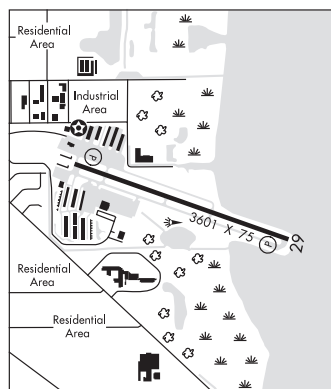 Residential
Area
Industrial
Area
P
3601 X 75
P
29
Residential
Area
Residential
Area